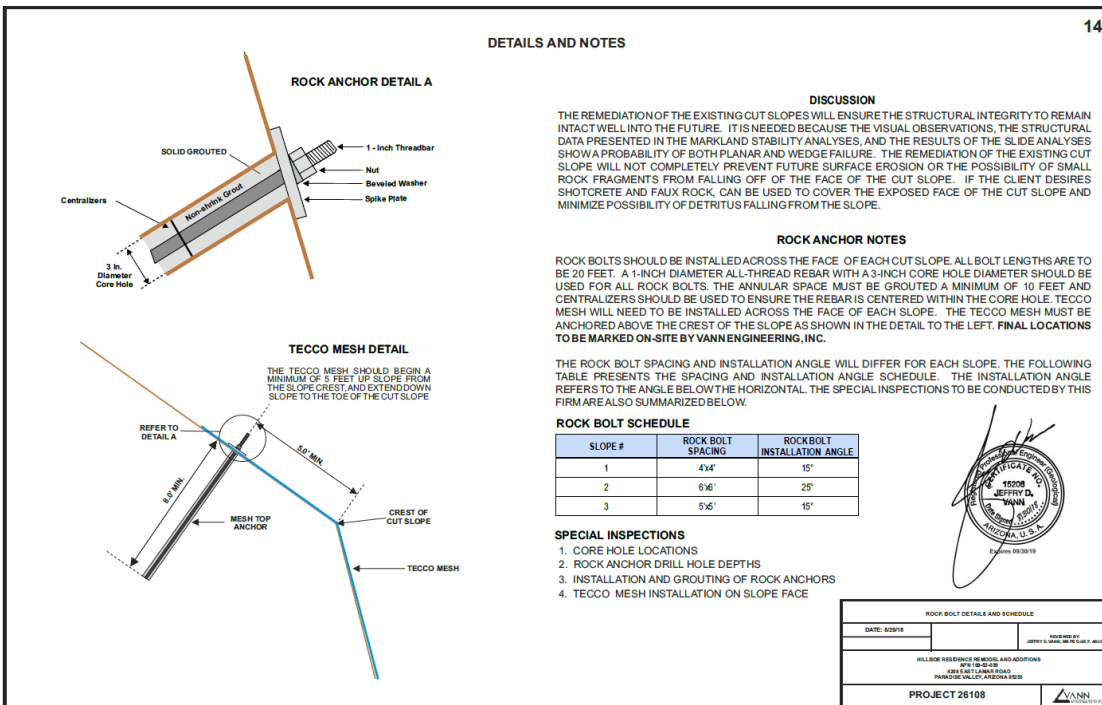 14
DETAILS AND NOTES
ROCK ANCHOR DETAIL A
SOLID GROUTED
1 - Inch Threadbar
Nut
Beveled Washer
Spike Plate
Centralizers
Non-shrink Grout
3 in.
Diameter
Core Hole
TECCO MESH DETAIL
THE TECCO MESH SHOULD BEGIN A
MINIMUM OF 5 FEET UP SLOPE FROM
THE SLOPE CREST, AND EXTEND DOWN
SLOPE TO THE TOE OF THE CUT SLOPE
REFER TO
DETAIL A
5.0' MIN.
8.0' MIN.
MESH TOP
ANCHOR
CREST OF
CUT SLOPE
TECCO MESH
DISCUSSION
THE REMEDIATION OF THE EXISTING CUT SLOPES WILL ENSURE THE STRUCTURAL INTEGRITY TO REMAIN
INTACT WELL INTO THE FUTURE. IT IS NEEDED BECAUSE THE VISUAL OBSERVATIONS, THE STRUCTURAL
DATA PRESENTED IN THE MARKLAND STABILITY ANALYSES, AND THE RESULTS OF THE SLIDE ANALYSES
SHOW A PROBABILITY OF BOTH PLANAR AND WEDGE FAILURE. THE REMEDIATION OF THE EXISTING CUT
SLOPE WILL NOT COMPLETELY PREVENT FUTURE SURFACE EROSION OR THE POSSIBILITY OF SMALL
ROCK FRAGMENTS FROM FALLING OFF OF THE FACE OF THE CUT SLOPE. IF THE CLIENT DESIRES
SHOTCRETE AND FAUX ROCK, CAN BE USED TO COVER THE EXPOSED FACE OF THE CUT SLOPE AND
MINIMIZE POSSIBILITY OF DETRITUS FALLING FROM THE SLOPE.
ROCK ANCHOR NOTES
ROCK BOLTS SHOULD BE INSTALLED ACROSS THE FACE OF EACH CUT SLOPE. ALL BOLT LENGTHS ARE TO
BE 20 FEET. A 1-INCH DIAMETER ALL-THREAD REBAR WITH A 3-INCH CORE HOLE DIAMETER SHOULD BE
USED FOR ALL ROCK BOLTS. THE ANNULAR SPACE MUST BE GROUTED A MINIMUM OF 10 FEET AND
CENTRALIZERS SHOULD BE USED TO ENSURE THE REBAR IS CENTERED WITHIN THE CORE HOLE. TECCO
MESH WILL NEED TO BE INSTALLED ACROSS THE FACE OF EACH SLOPE. THE TECCO MESH MUST BE
ANCHORED ABOVE THE CREST OF THE SLOPE AS SHOWN IN THE DETAIL TO THE LEFT. FINAL LOCATIONS
TO BE MARKED ON-SITE BY VANN ENGINEERING, INC.
THE ROCK BOLT SPACING AND INSTALLATION ANGLE WILL DIFFER FOR EACH SLOPE. THE FOLLOWING
TABLE PRESENTS THE SPACING AND INSTALLATION ANGLE SCHEDULE. THE INSTALLATION ANGLE
REFERS TO THE ANGLE BELOW THE HORIZONTAL. THE SPECIAL INSPECTIONS TO BE CONDUCTED BY THIS
FIRM ARE ALSO SUMMARIZED BELOW.
ROCK BOLT SCHEDULE
SLOPE # ROCK BOLT SPACING ROCK BOLT INSTALLATION ANGLE
1 4'x4' 15°
2 6'x6' 25°
3 5'x5' 15°
SPECIAL INSPECTIONS
1. CORE HOLE LOCATIONS
2. ROCK ANCHOR DRILL HOLE DEPTHS
3. INSTALLATION AND GROUTING OF ROCK ANCHORS
4. TECCO MESH INSTALLATION ON SLOPE FACE
Registered Professional Engineer (Geological)
CERTIFICATE NO.
15206
JEFFRY D.
VANN
Date Signed
ARIZONA, U.S.A.
Expires 09/30/19
ROCK BOLT DETAILS AND SCHEDULE
DATE: 8/29/18
REVIEWED BY:
HILLSIDE RESIDENCE REMODEL AND ADDITIONS
EAST LAMAR ROAD
PARADISE VALLEY, ARIZONA 85253
PROJECT 26108
VANN